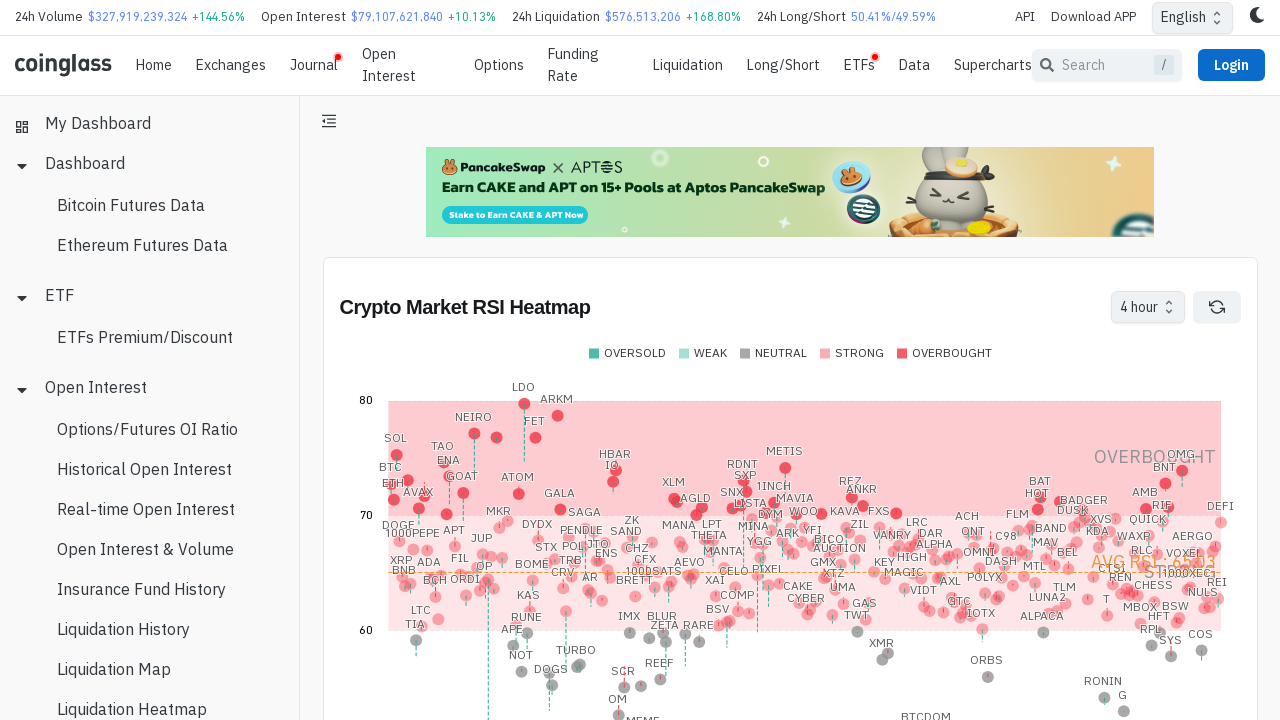 24h Volume $327,919,239,324 +144.56% Open Interest $79,107,621,840 +10.13% 24h Liquidation $576,513,206 +168.80% 24h Long/Short 50.41%/49.59% API Download APP English
coinglass Home Exchanges Journal Open Interest Options Funding Rate Liquidation Long/Short ETFs Data Supercharts Search / Login
My Dashboard
Dashboard
Bitcoin Futures Data
Ethereum Futures Data
ETF
ETFs Premium/Discount
Open Interest
Options/Futures OI Ratio
Historical Open Interest
Real-time Open Interest
Open Interest & Volume
Insurance Fund History
Liquidation History
Liquidation Map
Liquidation Heatmap
PancakeSwap × APTOS
Earn CAKE and APT on 15+ Pools at Aptos PancakeSwap
Stake to Earn CAKE & APT Now
Crypto Market RSI Heatmap 4 hour
OVERSOLD WEAK NEUTRAL STRONG OVERBOUGHT
LDO
80 ARKM
NEIRO FET
SOL
TAO METIS OVERBOUGHT OMG
HBAR
BTC ENA IO RDNT BNT
ETH GOAT ATOM SXP BAT
AVAX GALA XLM AGLD SNX 1INCH REZ ANKR HOT AMB
LISTA MAVIA BADGER RIF DEFI
70 MKR SAGA DYM WOO KAVA FXS FLM DUSK
DOGE APT DYDX ZK MANA LPT MINA ZIL LRC ACH XVS QUICK
1000PEPE JUP PENDLE SAND THETA YGG ARK YFI VANRY DAR QNT C98 BAND KDA WAXP AERGO
STX JTO CHZ MANTA BICO AUCTION ALPHA MAV
XRP ADA FIL OP BOME TRB ENS CFX AEVO GMX KEY HIGH OMNI MTL BEL RLC VOXEL
BNB BCH ORDI CRV AR BRETT 1000SATS CELO PIXEL XTZ MAGIC AXL POLYX DASH CTSI REN 1000XEC
KAS XAI COMP CAKE CYBER VIDT TLM LUNA2 CHESS REI NULS
LTC RUNE IMX BLUR BSV GAS TWT GTC IOTX ALPACA T MBOX BSW
60 TIA APE ZETA RARE HFT RPL COS
NOT TURBO XMR SYS
DOGS SCR REEF ORBS
OM RONIN G
BTCDOM